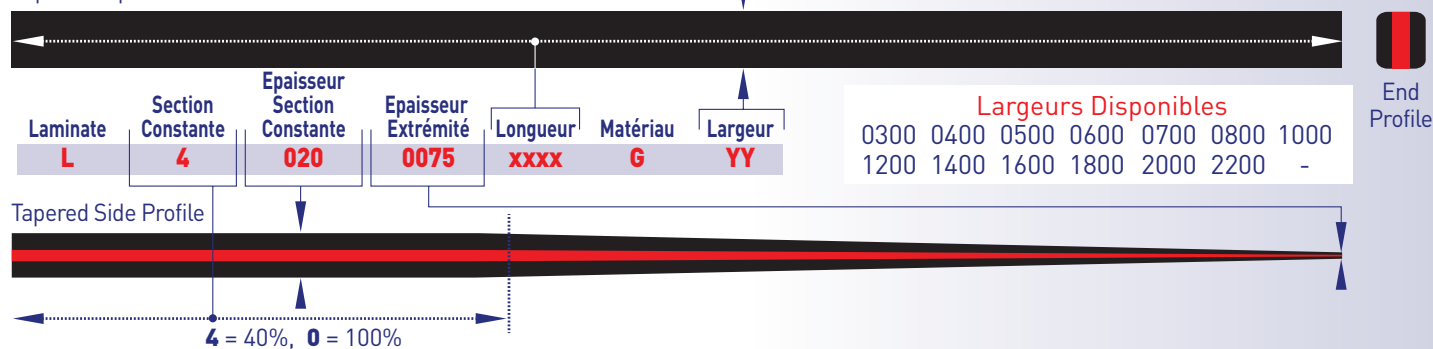 End
Profile
Laminate
Section
Constante
Epaisseur
Section
Constante
Epaisseur
Extrémité
Longueur
Matériau
Largeur
L 4 020 0075 xxxx G YY
Largeurs Disponibles
0300 0400 0500 0600 0700 0800 1000
1200 1400 1600 1800 2000 2200 -
Tapered Side Profile
4 = 40%, 0 = 100%